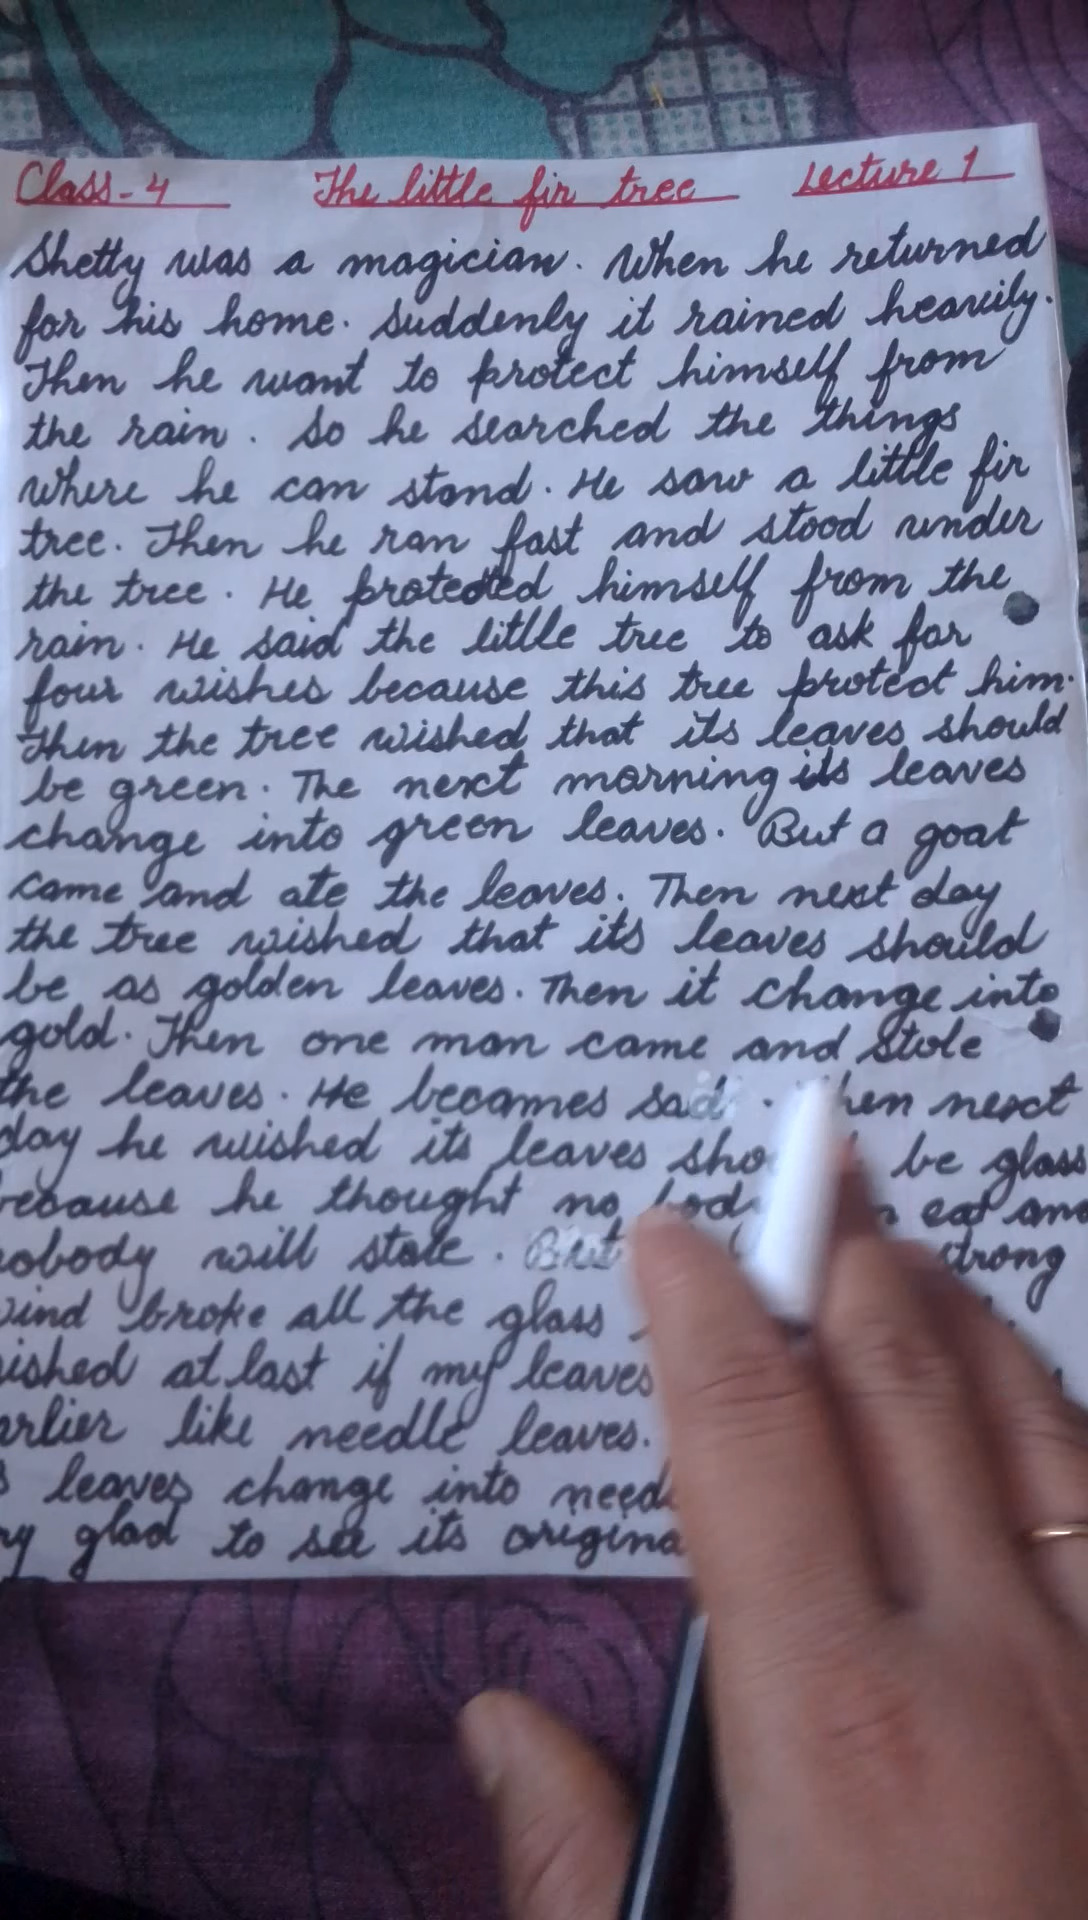 Class-4 The little fir tree Lecture 1
Shetty was a magician. When he returned
for his home. Suddenly it rained heavily.
Then he want to protect himself from
the rain. So he searched the things
where he can stand. He saw a little fir
tree. Then he ran fast and stood under
the tree. He protected himself from the
rain. He said the little tree to ask for
four wishes because this tree protect him.
Then the tree wished that its leaves should
be green. The next morning its leaves
change into green leaves. But a goat
came and ate the leaves. Then next day
the tree wished that its leaves should
be as golden leaves. Then it change into
gold. Then one man came and stole
the leaves. He becomes sad. next
day he wished its leaves be glass
because he thought no eat and
will stole. But strong
broke all the glass
at last if my leaves
like needle leaves.
leaves change into
glad to see its